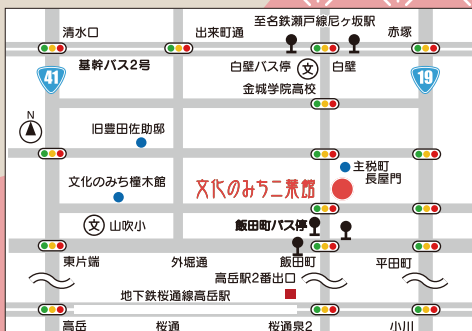 至名鉄瀬戸線尼ヶ坂駅
清水口
出来町通
赤塚
41
基幹バス2号
白壁バス停
文
白壁
19
金城学院高校
N
旧豊田佐助邸
主税町
長屋門
文化のみち橦木館
文化のみち二葉館
文
山吹小
飯田町バス停
東片端
外堀通
飯田町
平田町
高岳駅2番出口
地下鉄桜通線高岳駅
高岳
桜通
桜通泉2
小川